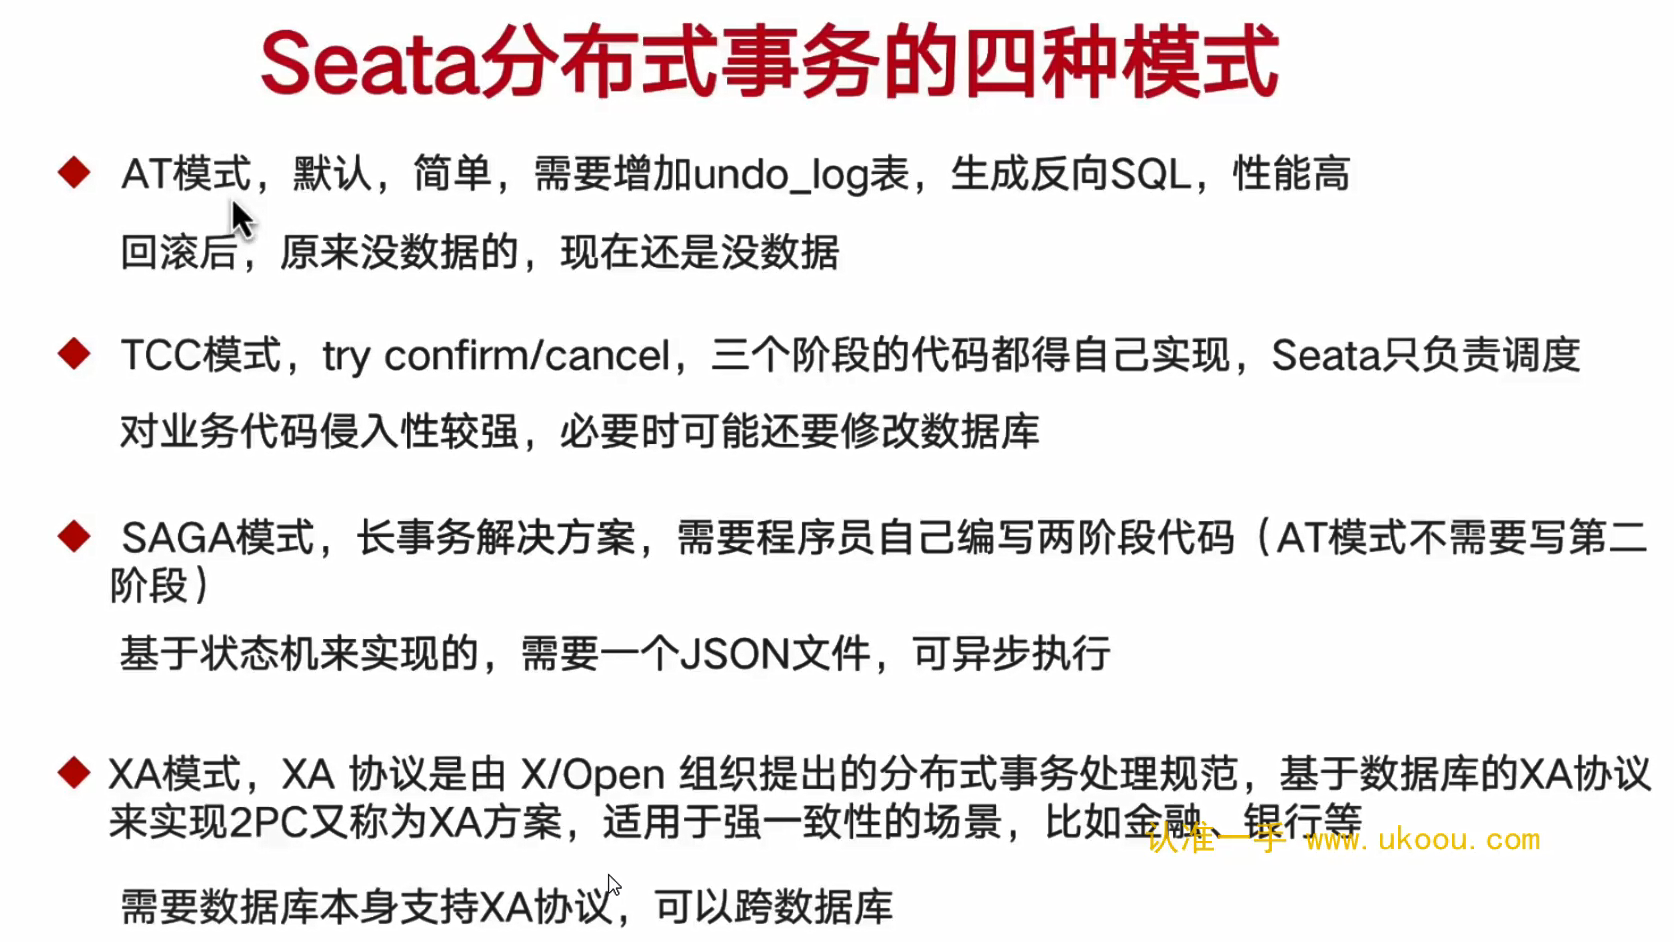 Seata分布式事务的四种模式
AT模式，默认，简单，需要增加undo_log表，生成反向SQL，性能高
回滚后，原来没数据的，现在还是没数据
TCC模式，try confirm/cancel，三个阶段的代码都得自己实现，Seata只负责调度
对业务代码侵入性较强，必要时可能还要修改数据库
SAGA模式，长事务解决方案，需要程序员自己编写两阶段代码（AT模式不需要写第二
阶段）
基于状态机来实现的，需要一个JSON文件，可异步执行
XA模式，XA 协议是由 X/Open 组织提出的分布式事务处理规范，基于数据库的XA协议
来实现2PC又称为XA方案，适用于强一致性的场景，比如金融、银行等
认准一手 www.ukoou.com
需要数据库本身支持XA协议，可以跨数据库